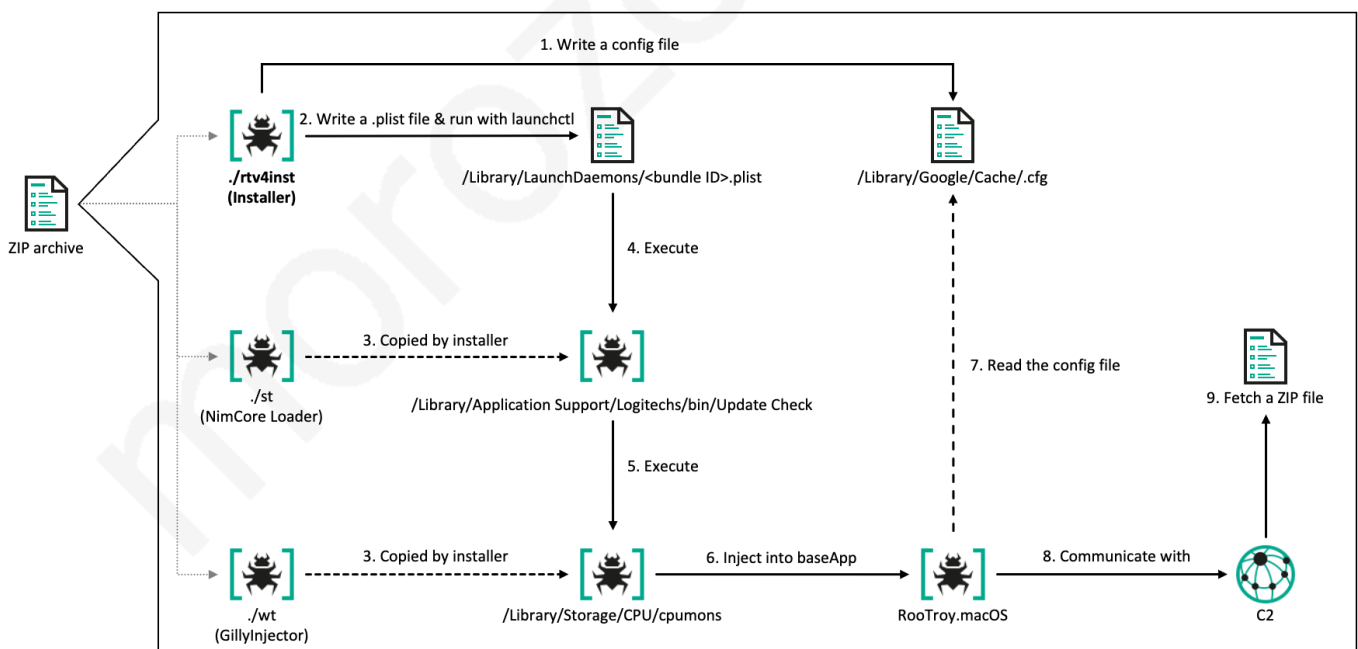 1. Write a config file
2. Write a .plist file & run with launchctl
./rtv4inst
(Installer)
/Library/LaunchDaemons/<bundle ID>.plist
/Library/Google/Cache/.cfg
ZIP archive
4. Execute
3. Copied by installer
7. Read the config file
./st
(NimCore Loader)
/Library/Application Support/Logitechs/bin/Update Check
9. Fetch a ZIP file
5. Execute
3. Copied by installer
6. Inject into baseApp
8. Communicate with
./wt
(GillyInjector)
/Library/Storage/CPU/cpumons
RooTroy.macOS
C2